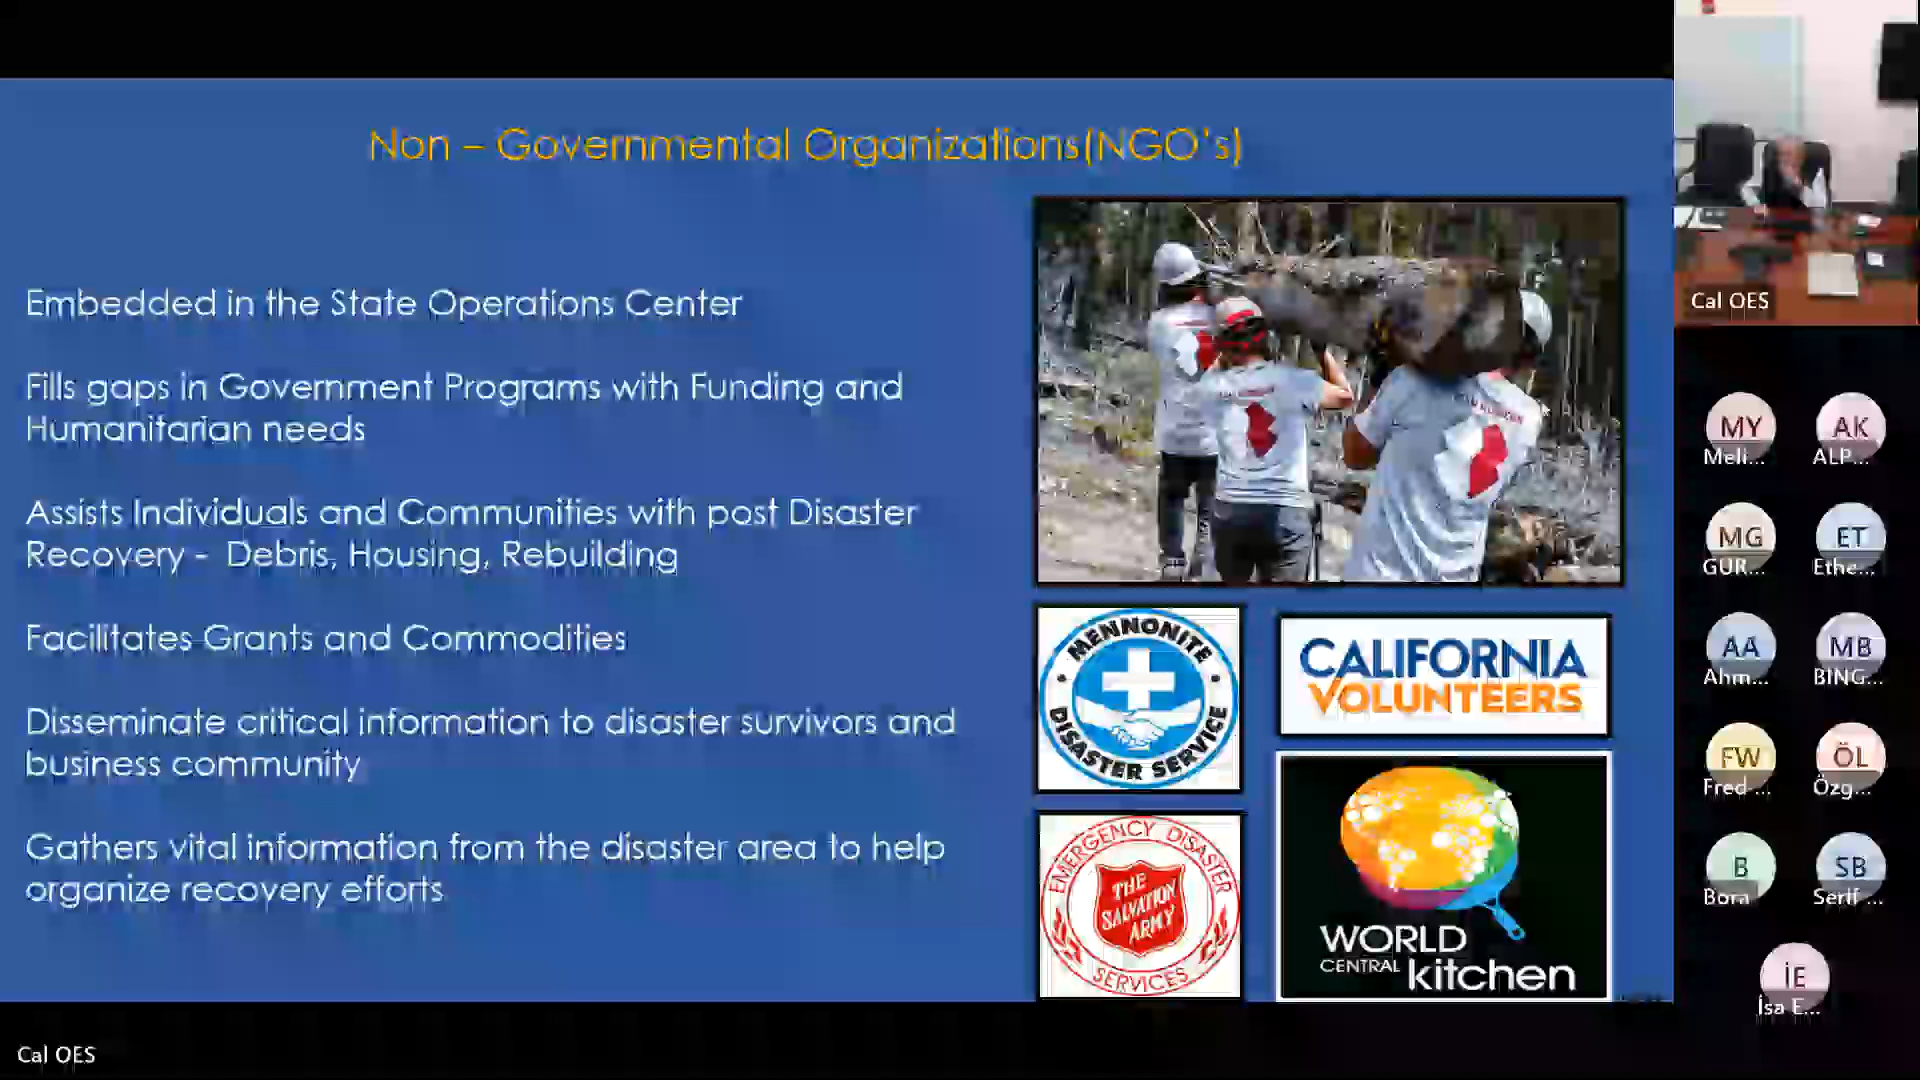 Non – Governmental Organizations(NGO's)
Embedded in the State Operations Center
Fills gaps in Government Programs with Funding and
Humanitarian needs
Assists Individuals and Communities with post Disaster
Recovery - Debris, Housing, Rebuilding
Facilitates Grants and Commodities
Disseminate critical information to disaster survivors and
business community
Gathers vital information from the disaster area to help
organize recovery efforts
MENNONITE
DISASTER SERVICE
CALIFORNIA
VOLUNTEERS
EMERGENCY DISASTER
THE
SALVATION
ARMY
SERVICES
WORLD
CENTRAL kitchen
Cal OES
MY
Meli...
AK
ALP...
MG
GÜR...
ET
Ethe...
AA
Ahm...
MB
BING...
FW
Fred ...
ÖL
Özg...
B
Bora
SB
Serif ...
İE
İsa E...
Cal OES